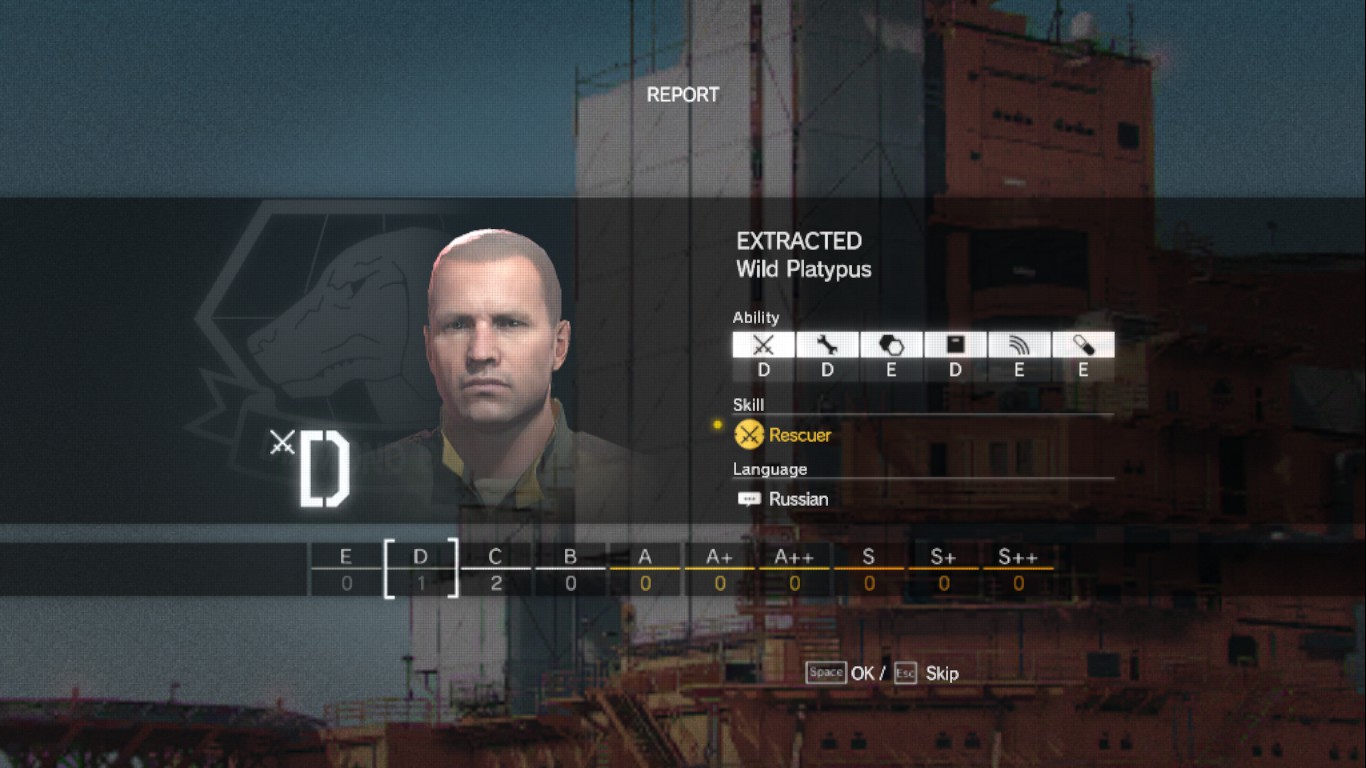 REPORT
EXTRACTED
Wild Platypus
Ability
D D E D E E
D
Skill
Rescuer
Language
Russian
E D C B A A+ A++ S S+ S++
0 1 2 0 0 0 0 0 0 0
Space OK / Esc Skip